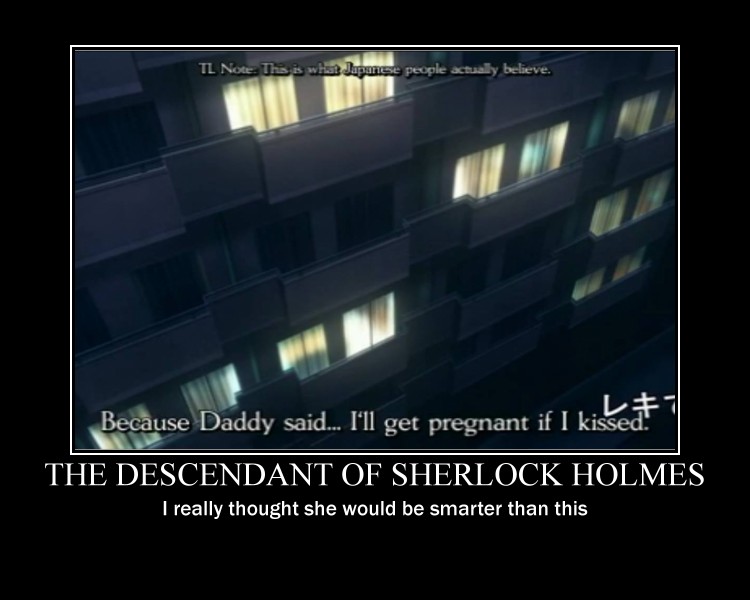 TL Note: This is what Japanese people actually believe.
レキて
Because Daddy said... I'll get pregnant if I kissed.
THE DESCENDANT OF SHERLOCK HOLMES
I really thought she would be smarter than this